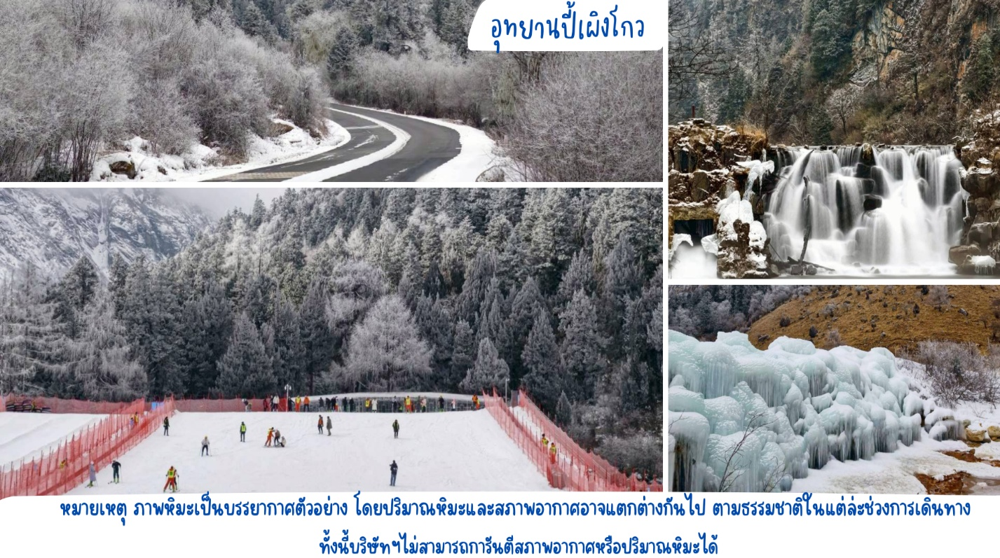 อุทยานปี้เผิงโกว
หมายเหตุ ภาพหิมะเป็นบรรยากาศตัวอย่าง โดยปริมาณหิมะและสภาพอากาศอาจแตกต่างกันไป ตามธรรมชาติในแต่ล่ะช่วงการเดินทาง
ทั้งนี้บริษัทฯไม่สามารถการันตีสภาพอากาศหรือปริมาณหิมะได้